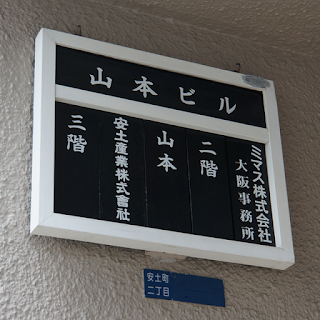 山本ビル
ミマス株式会社
大阪事務所
二階
山本
安土産業株式會社
三階
安土町
二丁目